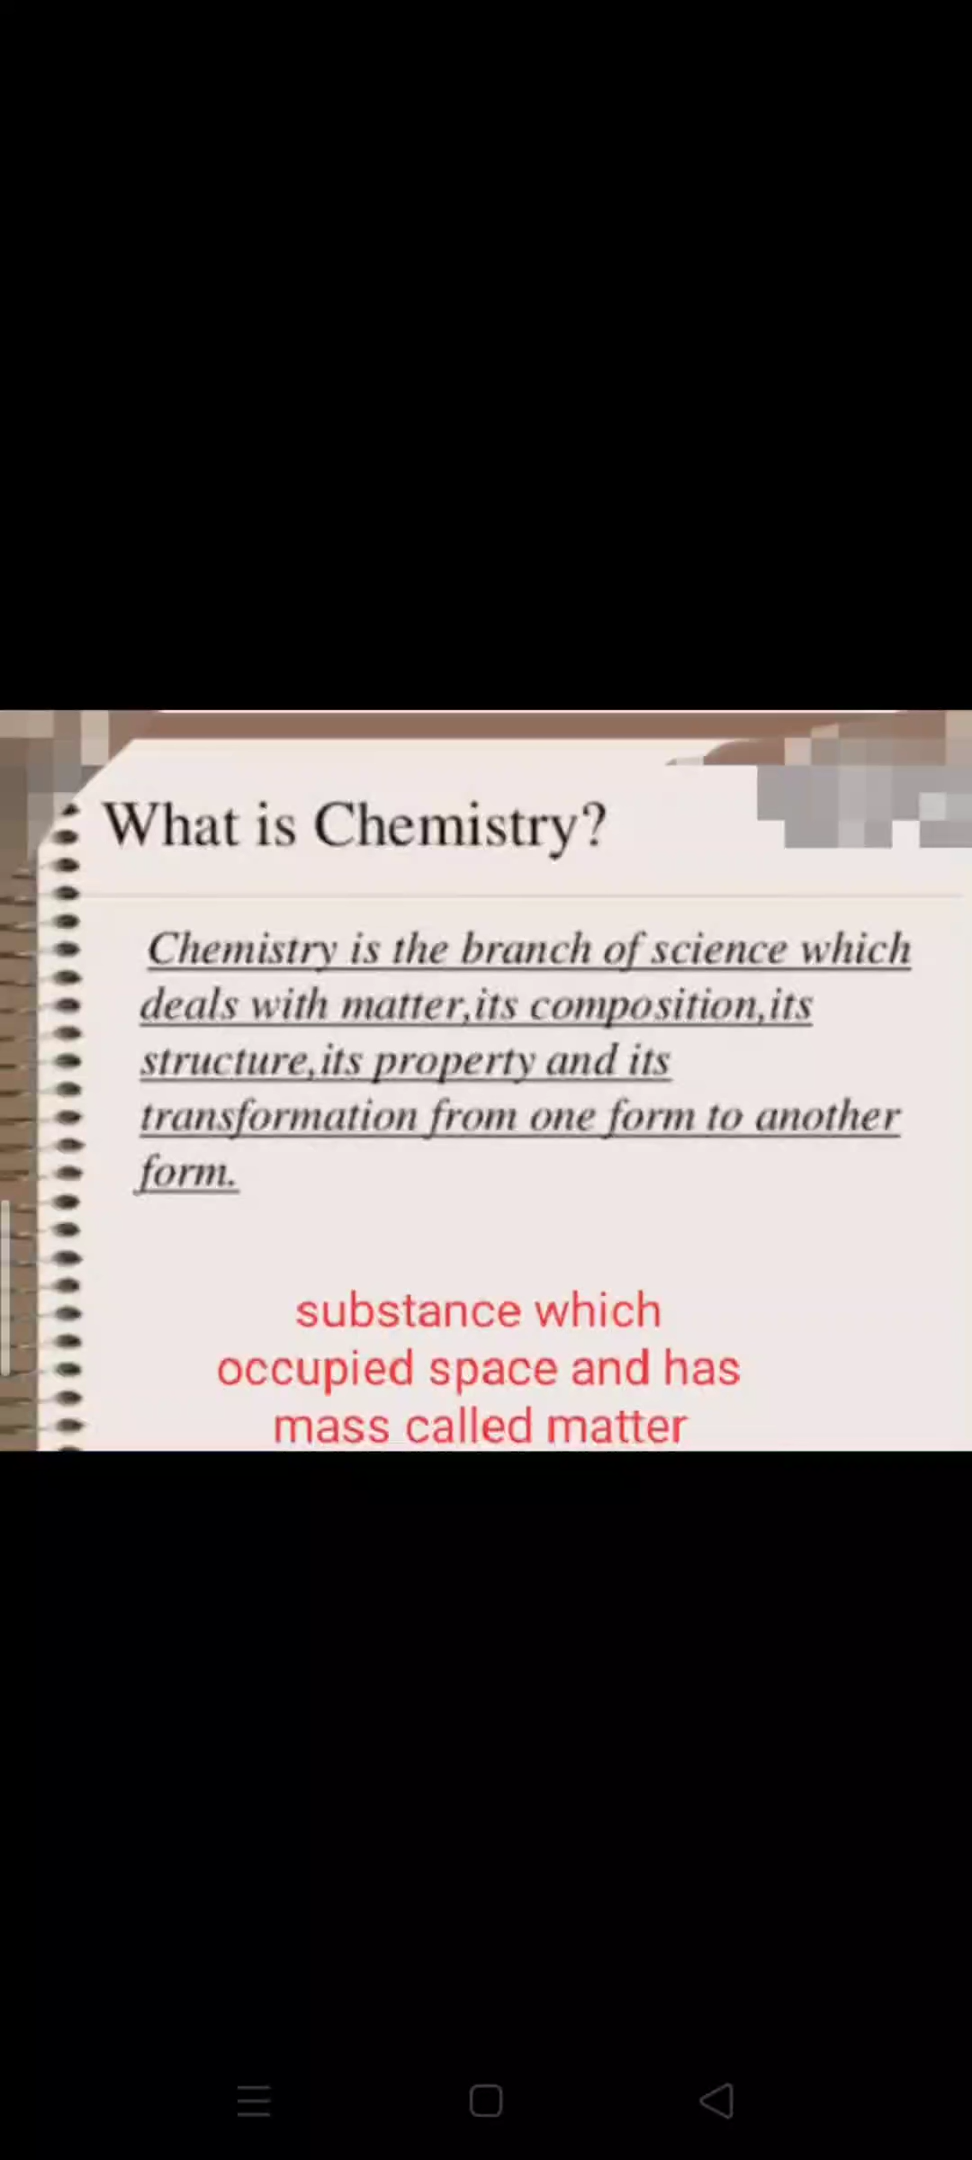 What is Chemistry?
Chemistry is the branch of science which
deals with matter,its composition,its
structure,its property and its
transformation from one form to another
form.
substance which
occupied space and has
mass called matter